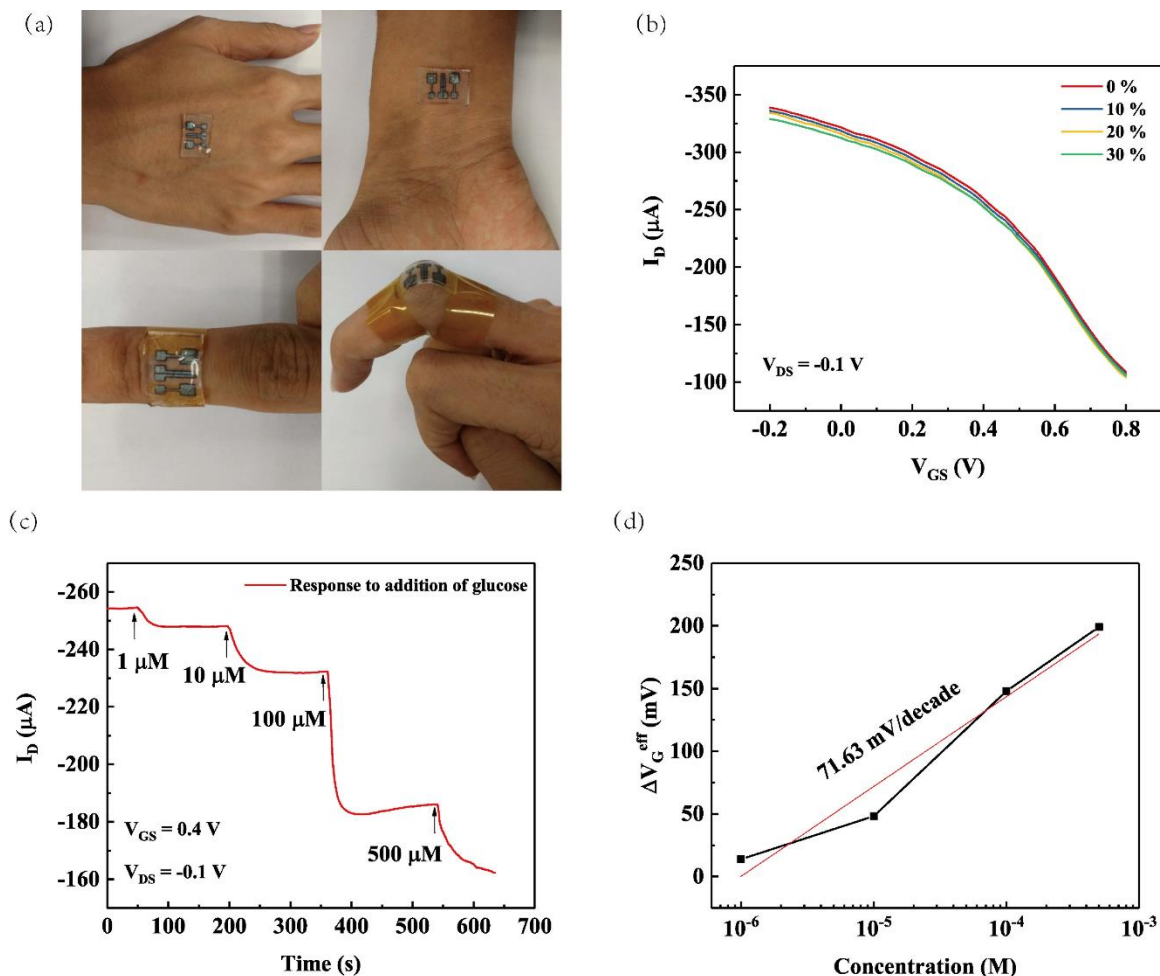 (a)
(b)
-350
-300
-250
-200
-150
-100
I_D (μA)
0 %
10 %
20 %
30 %
V_DS = -0.1 V
-0.2 0.0 0.2 0.4 0.6 0.8
V_GS (V)
(c)
-260
-240
-220
-200
-180
-160
I_D (μA)
Response to addition of glucose
1 μM
10 μM
100 μM
500 μM
V_GS = 0.4 V
V_DS = -0.1 V
0 100 200 300 400 500 600 700
Time (s)
(d)
250
200
150
100
50
0
ΔV_G^eff (mV)
71.63 mV/decade
10^-6 10^-5 10^-4 10^-3
Concentration (M)